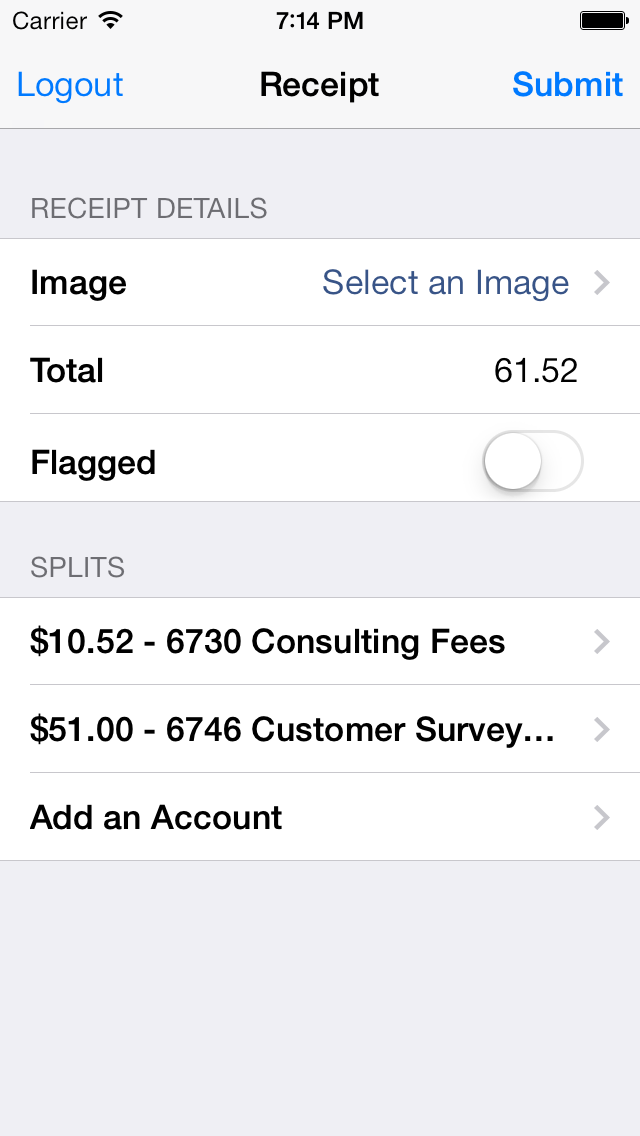 Carrier 7:14 PM
Logout Receipt Submit
RECEIPT DETAILS
Image Select an Image
Total 61.52
Flagged
SPLITS
$10.52 - 6730 Consulting Fees
$51.00 - 6746 Customer Survey...
Add an Account